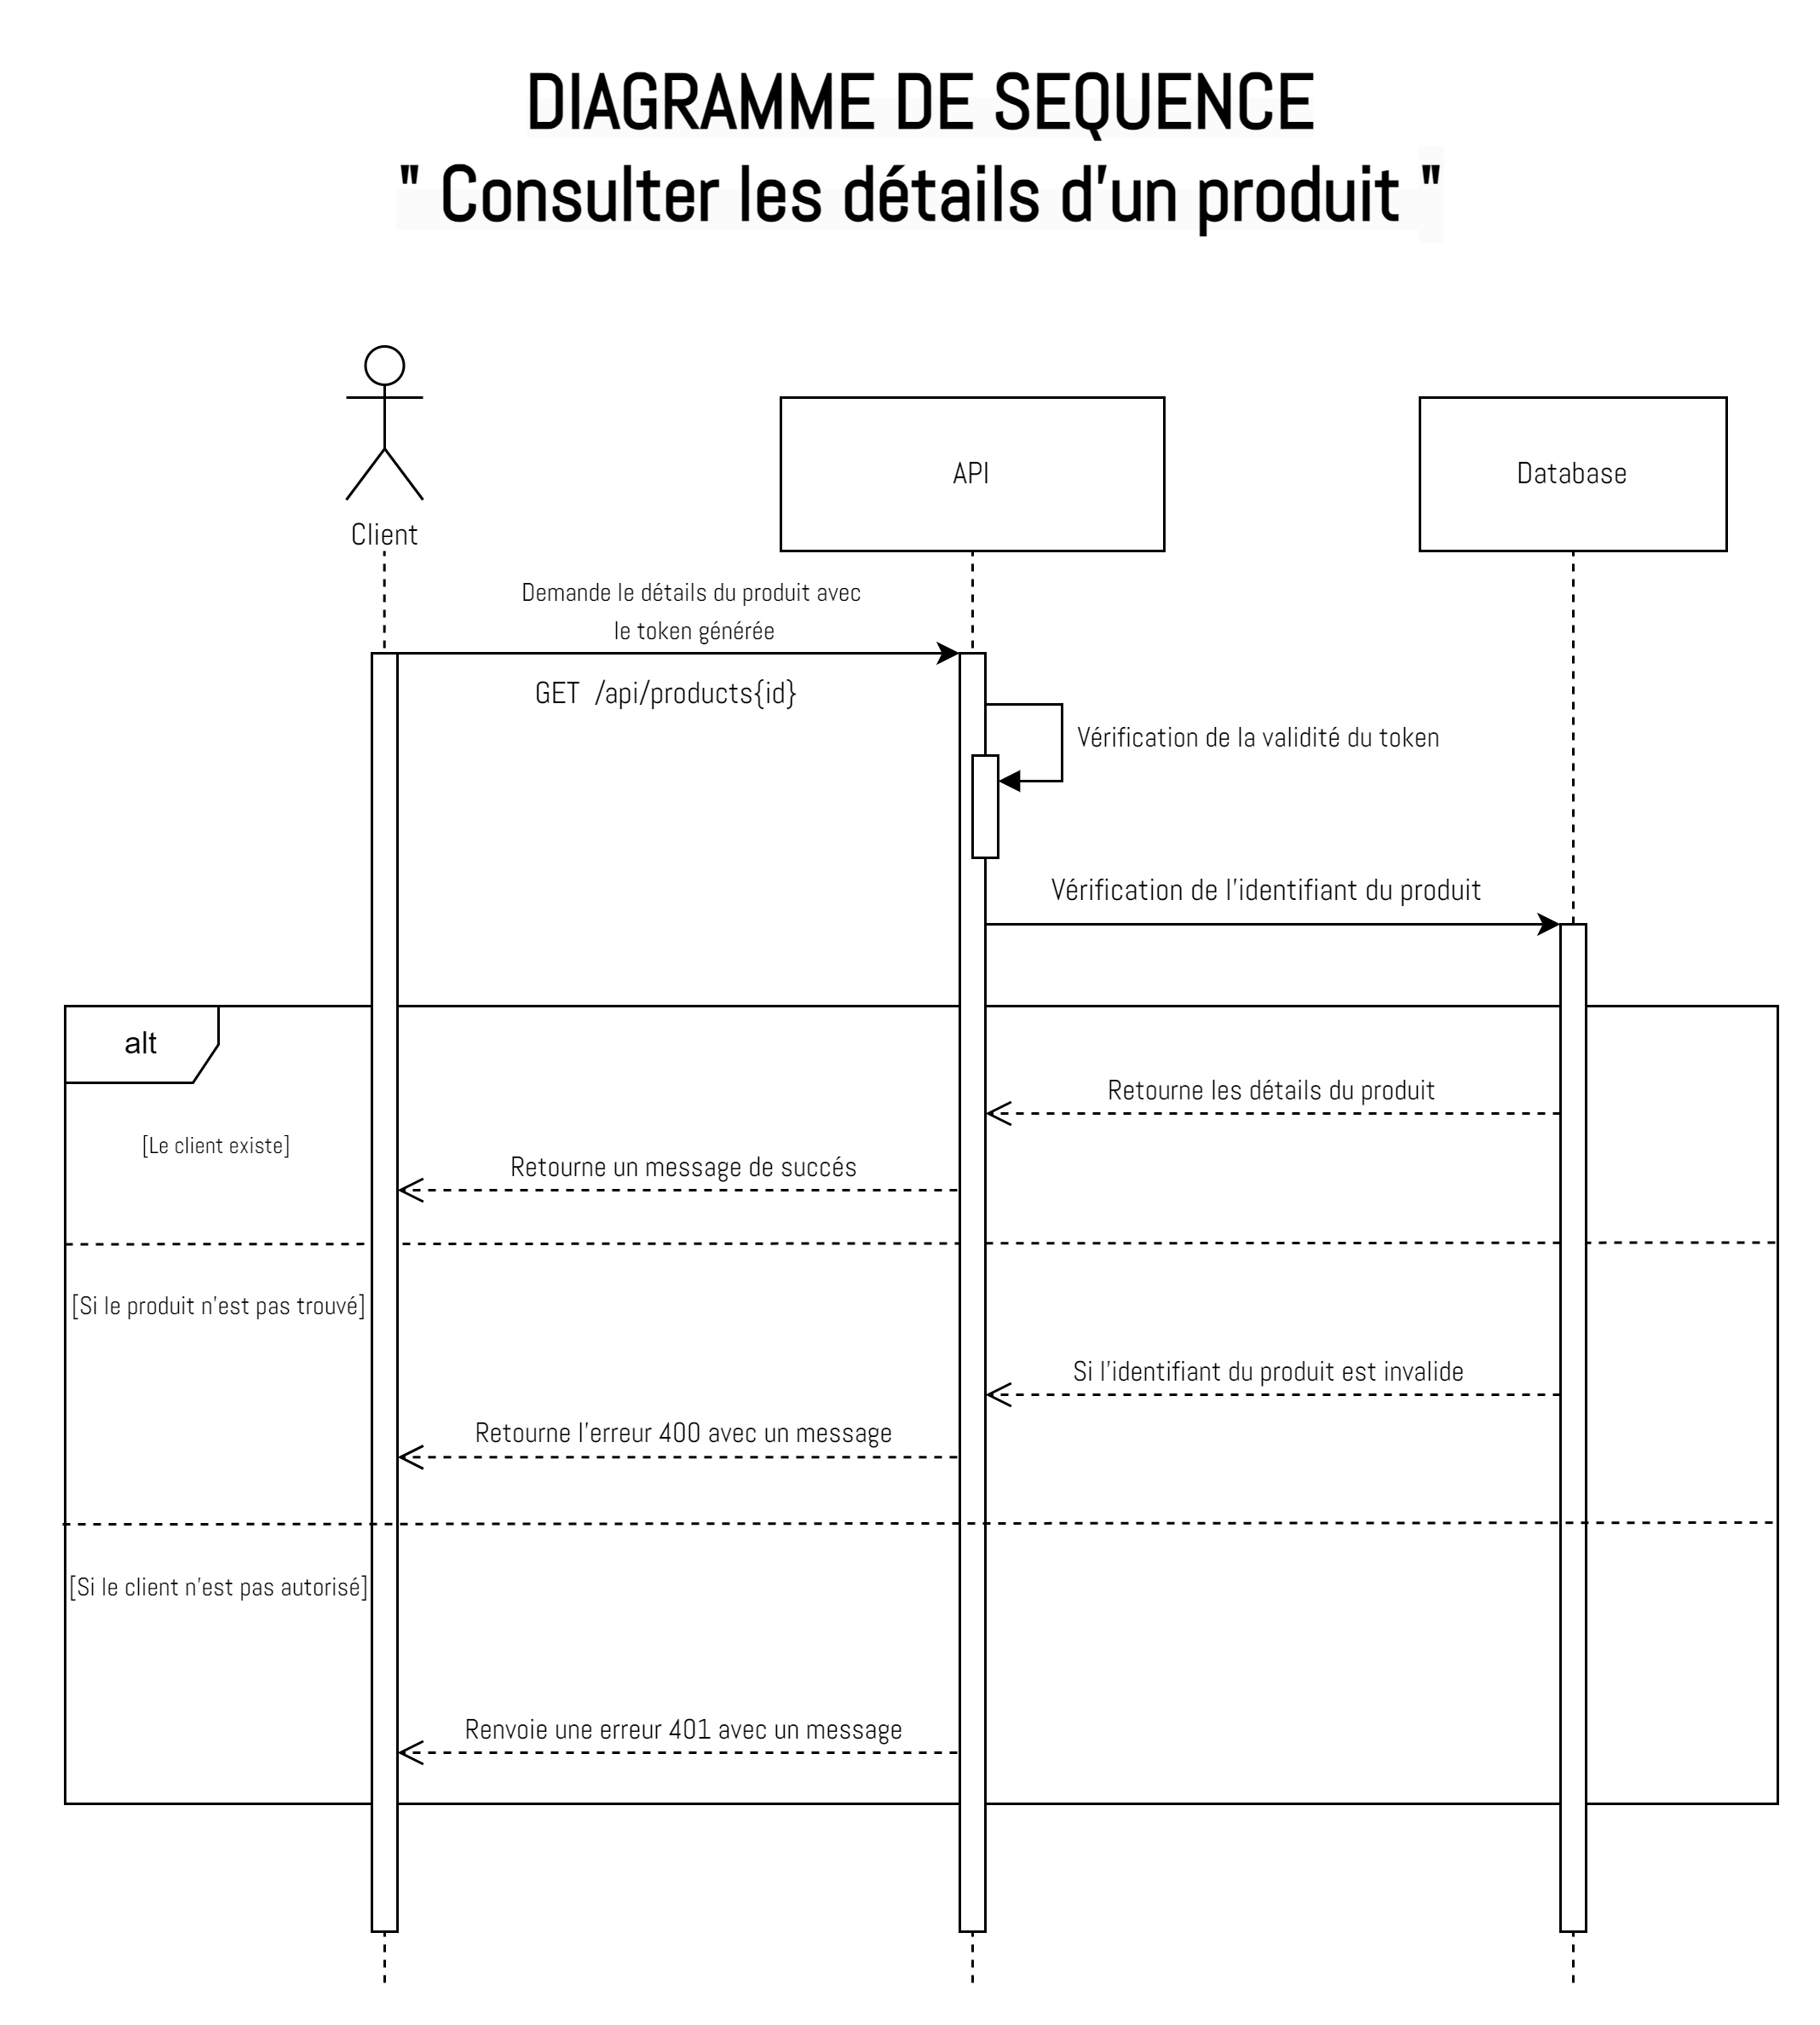 DIAGRAMME DE SEQUENCE
" Consulter les détails d'un produit "
Client
API
Database
Demande le détails du produit avec
le token générée
GET /api/products{id}
Vérification de la validité du token
Vérification de l'identifiant du produit
alt
Retourne les détails du produit
[Le client existe]
Retourne un message de succés
[Si le produit n'est pas trouvé]
Si l'identifiant du produit est invalide
Retourne l'erreur 400 avec un message
[Si le client n'est pas autorisé]
Renvoie une erreur 401 avec un message